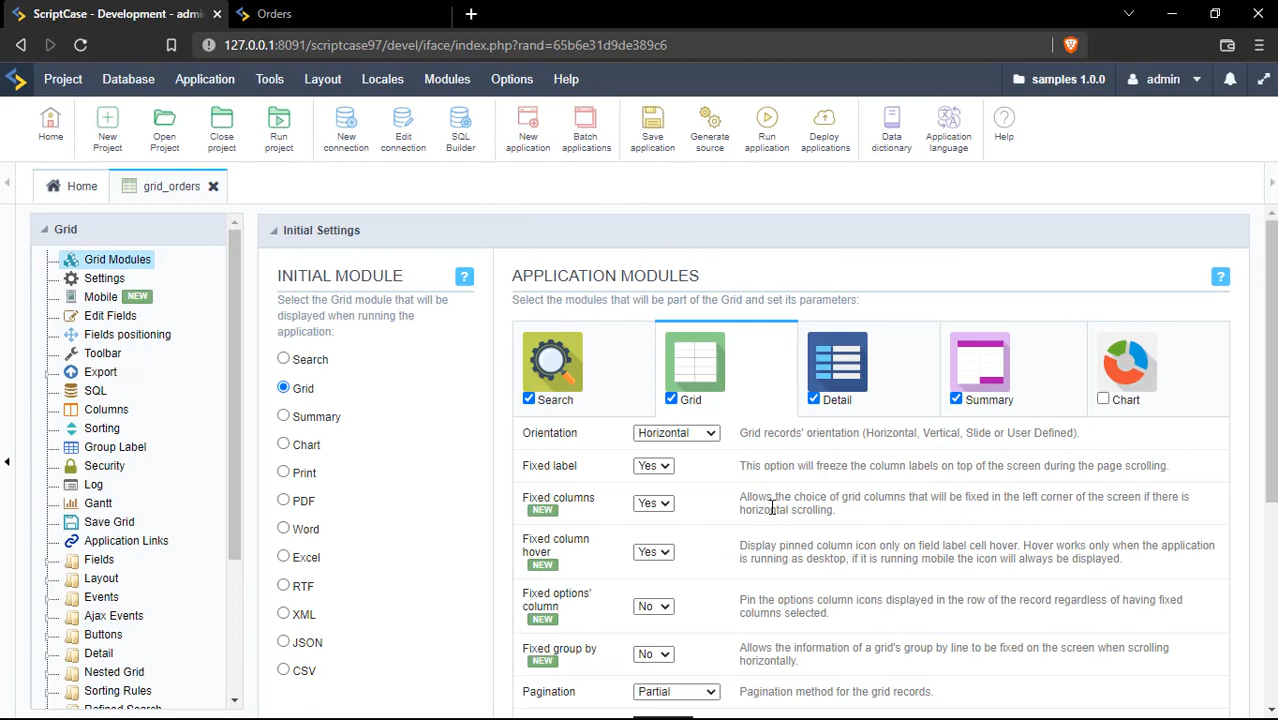 ScriptCase - Development - admi
Orders
127.0.0.1:8091/scriptcase97/devel/iface/index.php?rand=65b6e31d9de389c6
Project
Database
Application
Tools
Layout
Locales
Modules
Options
Help
samples 1.0.0
admin
Home
New
Project
Open
Project
Close
project
Run
project
New
connection
Edit
connection
SQL
Builder
New
application
Batch
applications
Save
application
Generate
source
Run
application
Deploy
applications
Data
dictionary
Application
language
Help
Home
grid_orders
Grid
Grid Modules
Settings
Mobile NEW
Edit Fields
Fields positioning
Toolbar
Export
SQL
Columns
Sorting
Group Label
Security
Log
Gantt
Save Grid
Application Links
Fields
Layout
Events
Ajax Events
Buttons
Detail
Nested Grid
Sorting Rules
Refined Search
Initial Settings
INITIAL MODULE
?
Select the Grid module that will be
displayed when running the
application:
Search
Grid
Summary
Chart
Print
PDF
Word
Excel
RTF
XML
JSON
CSV
APPLICATION MODULES
?
Select the modules that will be part of the Grid and set its parameters:
Search
Grid
Detail
Summary
Chart
Orientation
Horizontal
Grid records' orientation (Horizontal, Vertical, Slide or User Defined).
Fixed label
Yes
This option will freeze the column labels on top of the screen during the page scrolling.
Fixed columns
NEW
Yes
Allows the choice of grid columns that will be fixed in the left corner of the screen if there is
horizontal scrolling.
Fixed column
hover
NEW
Yes
Display pinned column icon only on field label cell hover. Hover works only when the application
is running as desktop, if it is running mobile the icon will always be displayed.
Fixed options'
column
NEW
No
Pin the options column icons displayed in the row of the record regardless of having fixed
columns selected.
Fixed group by
NEW
No
Allows the information of a grid's group by line to be fixed on the screen when scrolling
horizontally.
Pagination
Partial
Pagination method for the grid records.